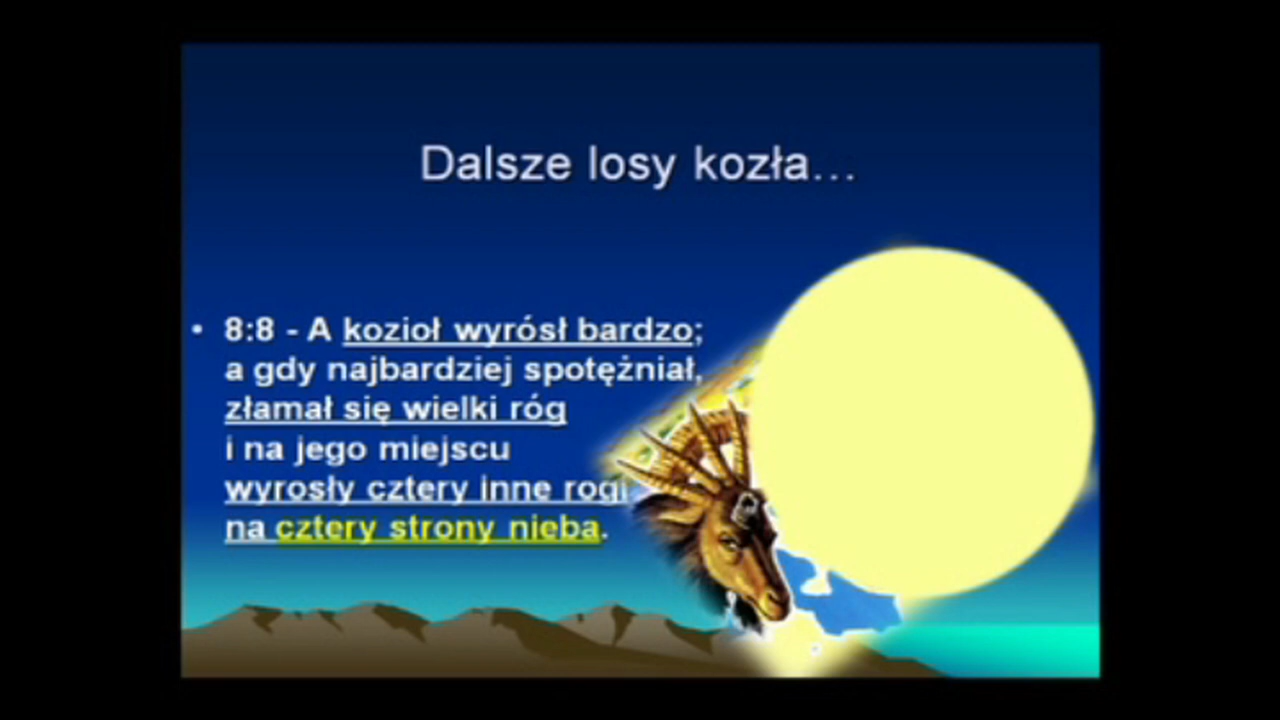 Dalsze losy kozła...
• 8:8 - A kozioł wyrósł bardzo;
a gdy najbardziej spotężniał,
złamał się wielki róg
i na jego miejscu
wyrosły cztery inne rogi
na cztery strony nieba.